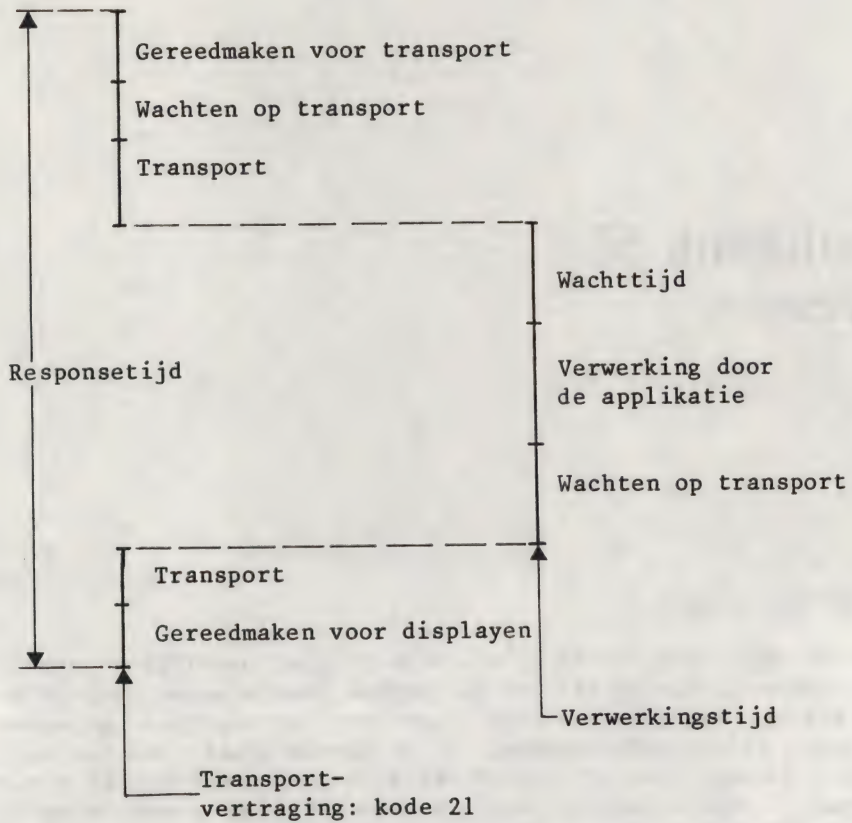 Gereedmaken voor transport
Wachten op transport
Transport
Wachttijd
Responsetijd
Verwerking door
de applikatie
Wachten op transport
Transport
Gereedmaken voor displayen
Verwerkingstijd
Transport-
vertraging: kode 21